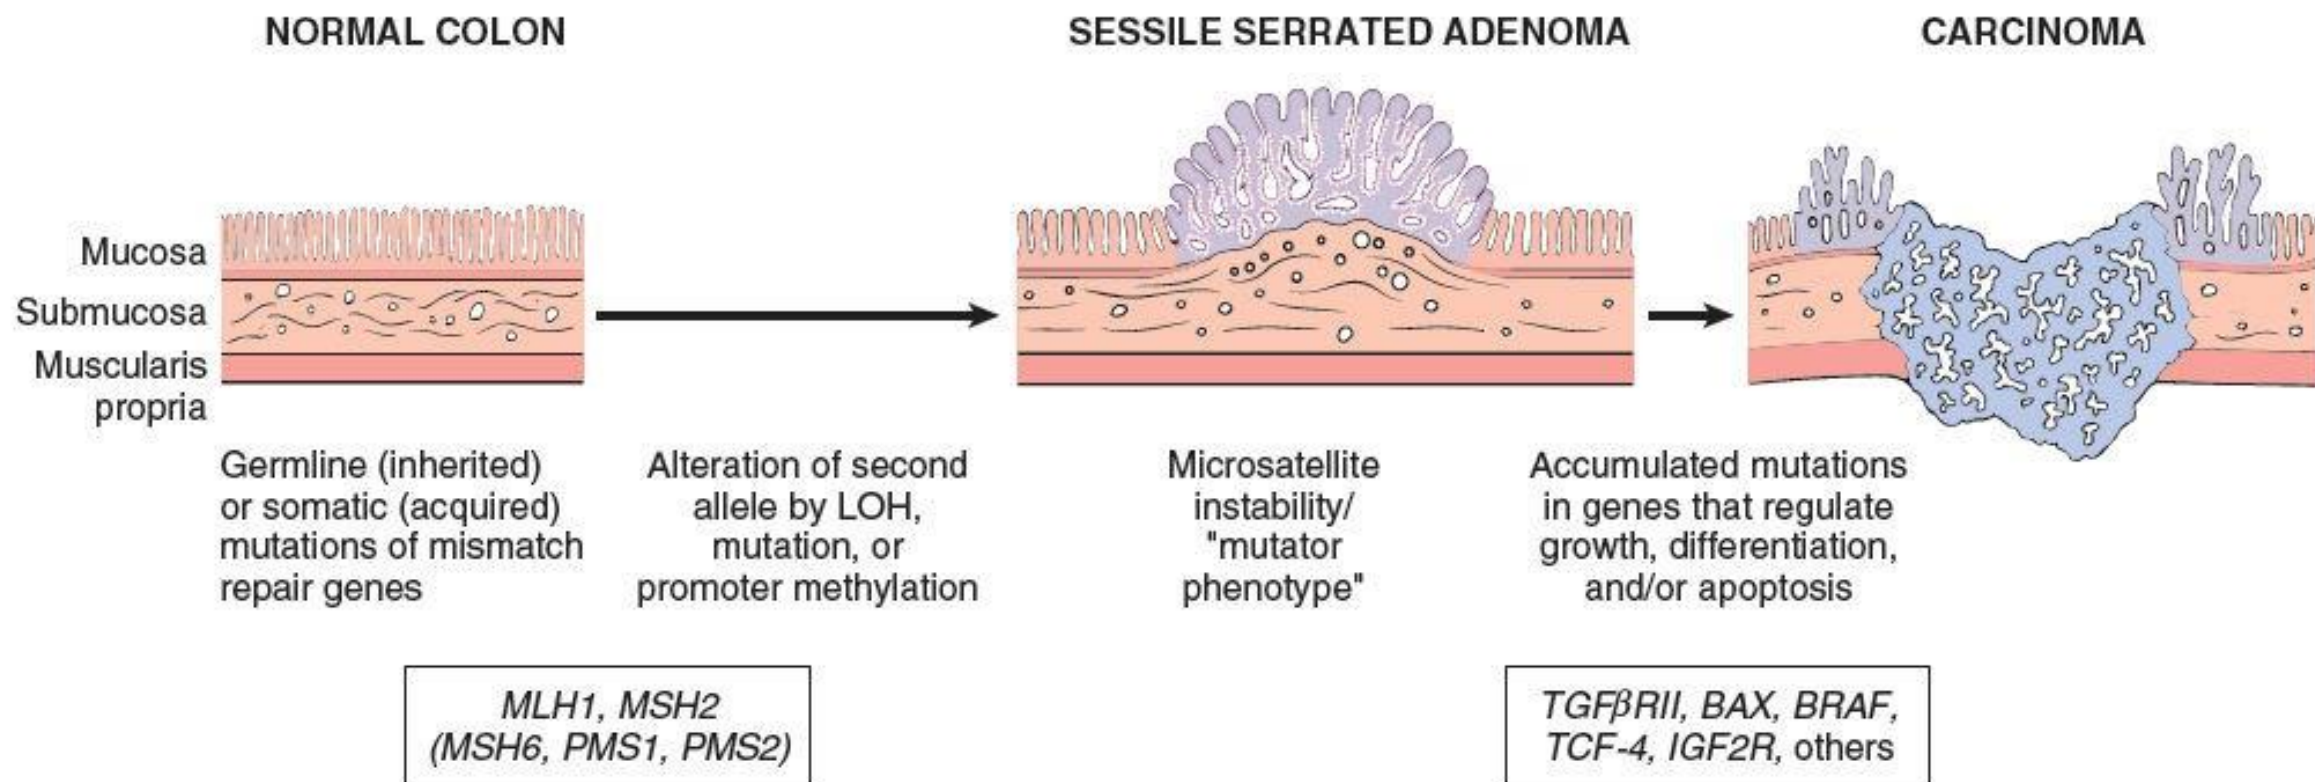 NORMAL COLON
SESSILE SERRATED ADENOMA
CARCINOMA
Mucosa
Submucosa
Muscularis
propria
Germline (inherited)
or somatic (acquired)
mutations of mismatch
repair genes
Alteration of second
allele by LOH,
mutation, or
promoter methylation
Microsatellite
instability/
"mutator
phenotype"
Accumulated mutations
in genes that regulate
growth, differentiation,
and/or apoptosis
MLH1, MSH2
(MSH6, PMS1, PMS2)
TGFβRII, BAX, BRAF,
TCF-4, IGF2R, others